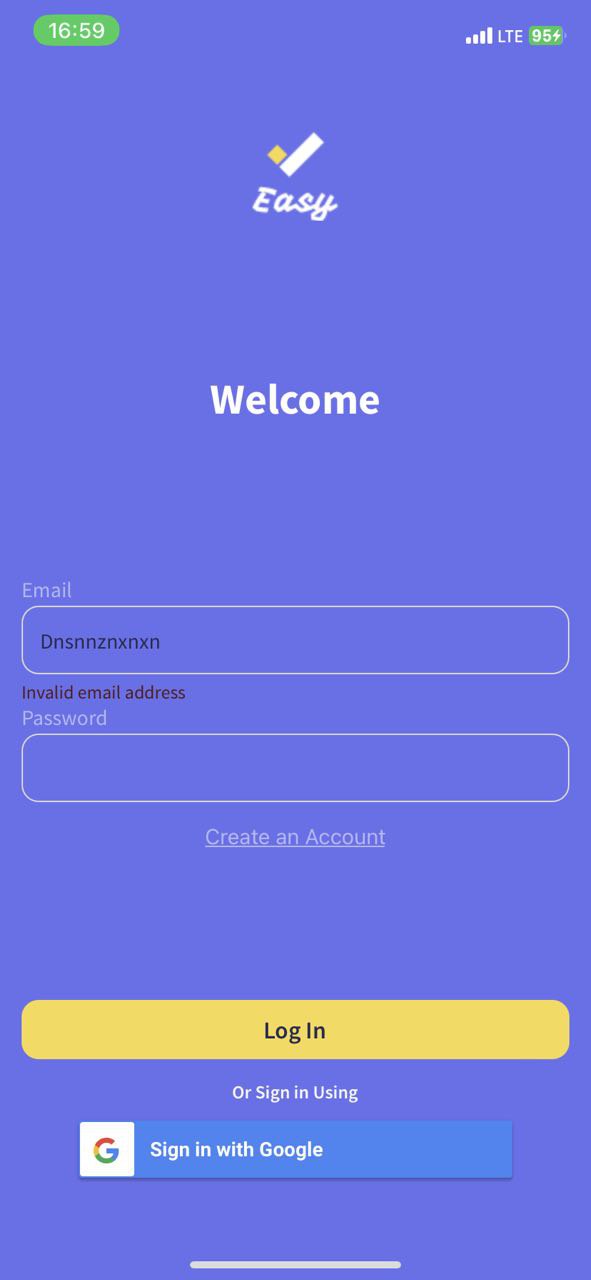 16:59
LTE 95
Easy
Welcome
Email
Dnsnnznxnxn
Invalid email address
Password
Create an Account
Log In
Or Sign in Using
Sign in with Google